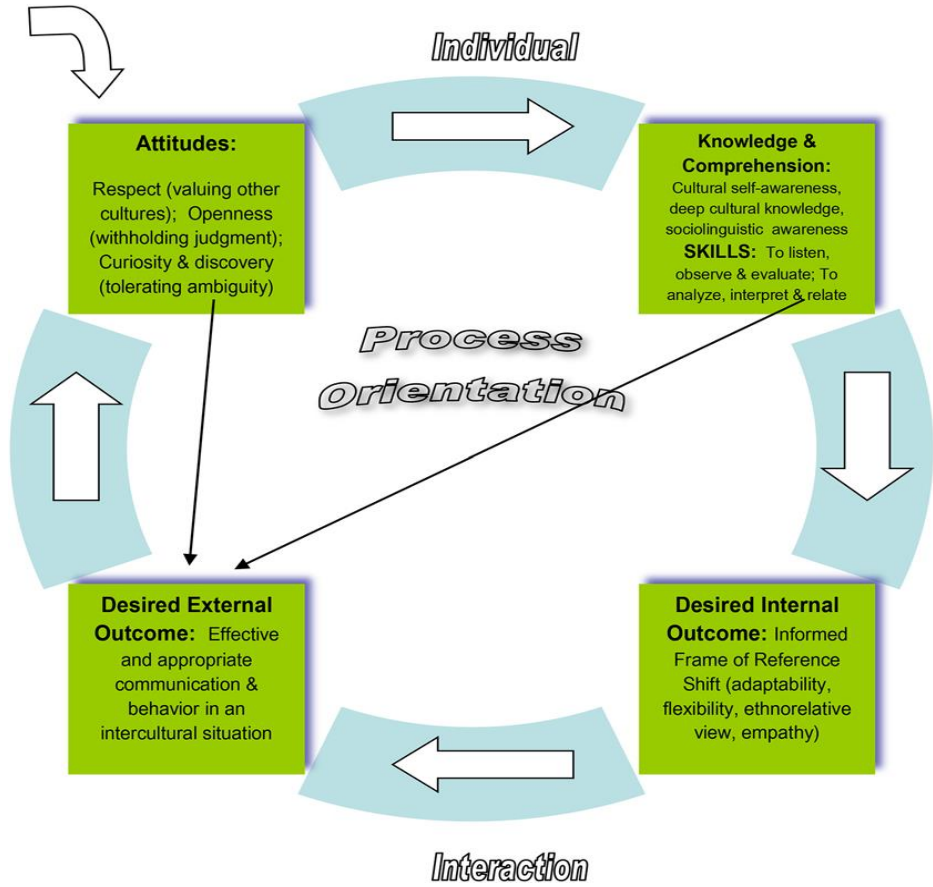 Individual
Attitudes:
Respect (valuing other
cultures); Openness
(withholding judgment);
Curiosity & discovery
(tolerating ambiguity)
Knowledge &
Comprehension:
Cultural self-awareness,
deep cultural knowledge,
sociolinguistic awareness
SKILLS: To listen,
observe & evaluate; To
analyze, interpret & relate
Process
Orientation
Desired External
Outcome: Effective
and appropriate
communication &
behavior in an
intercultural situation
Desired Internal
Outcome: Informed
Frame of Reference
Shift (adaptability,
flexibility, ethnorelative
view, empathy)
Interaction